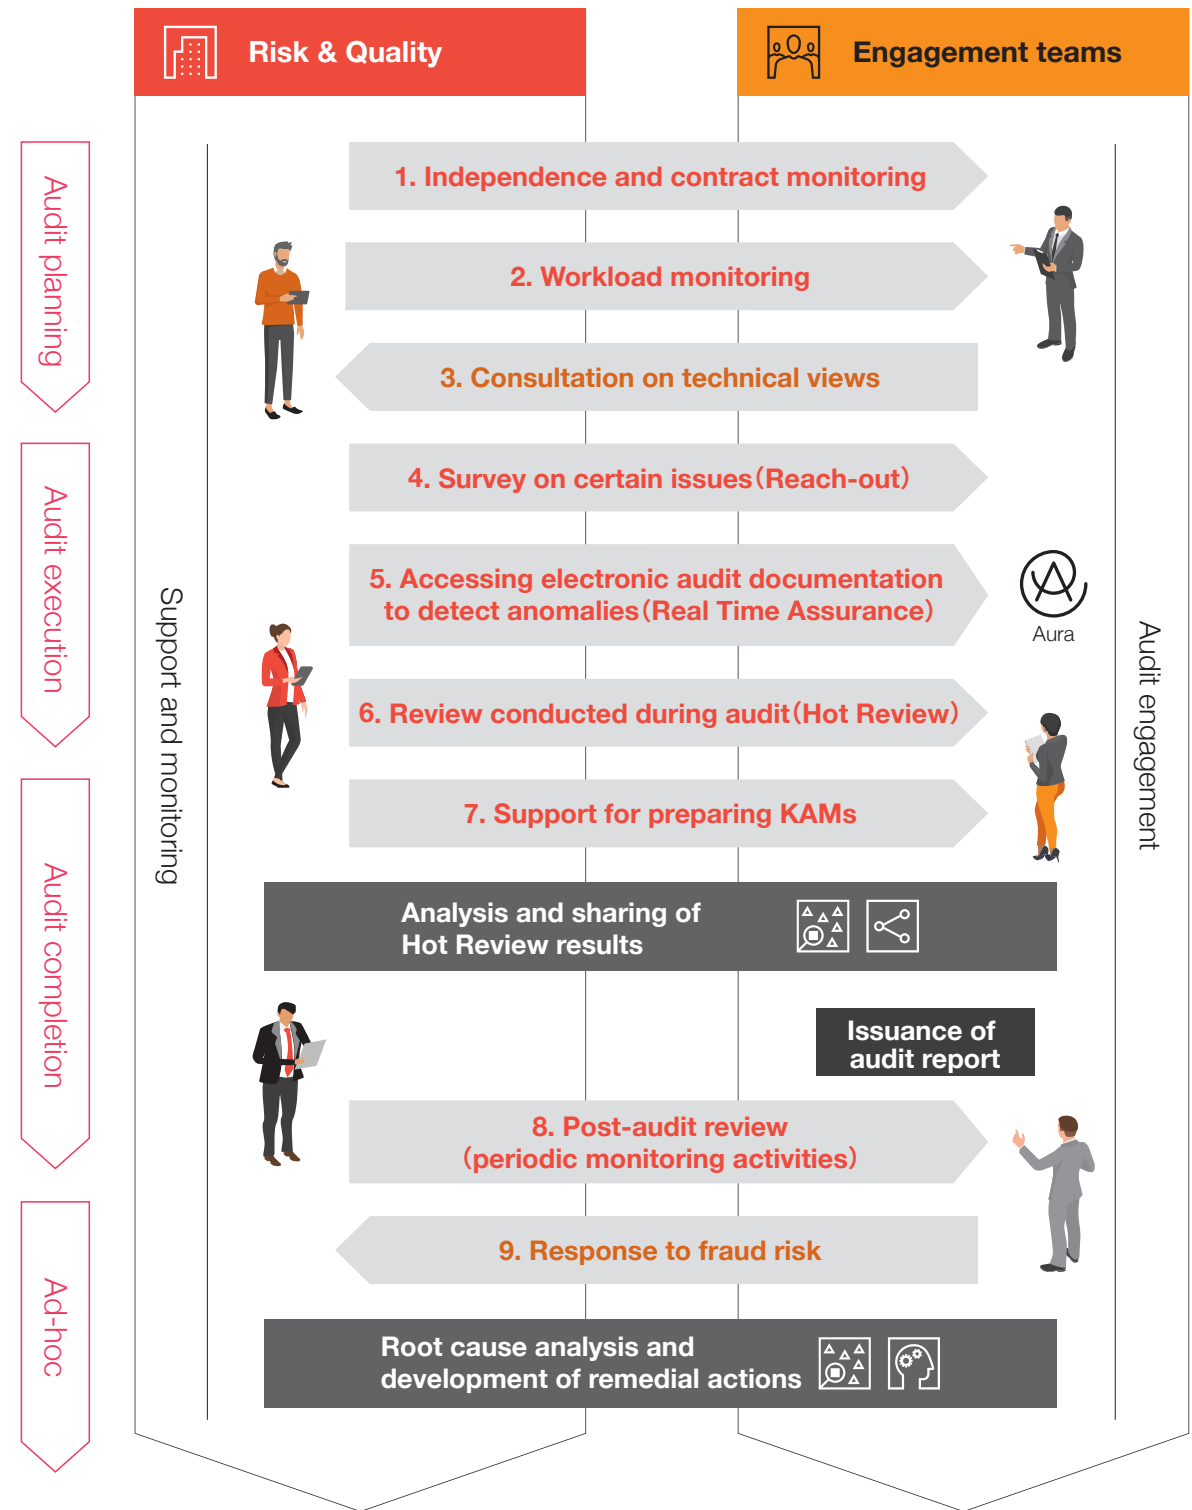 Risk & Quality
Engagement teams
Audit planning
1. Independence and contract monitoring
2. Workload monitoring
3. Consultation on technical views
Audit execution
Support and monitoring
4. Survey on certain issues(Reach-out)
5. Accessing electronic audit documentation
to detect anomalies(Real Time Assurance)
Aura
Audit engagement
6. Review conducted during audit(Hot Review)
7. Support for preparing KAMs
Audit completion
Analysis and sharing of
Hot Review results
Issuance of
audit report
8. Post-audit review
(periodic monitoring activities)
Ad-hoc
9. Response to fraud risk
Root cause analysis and
development of remedial actions